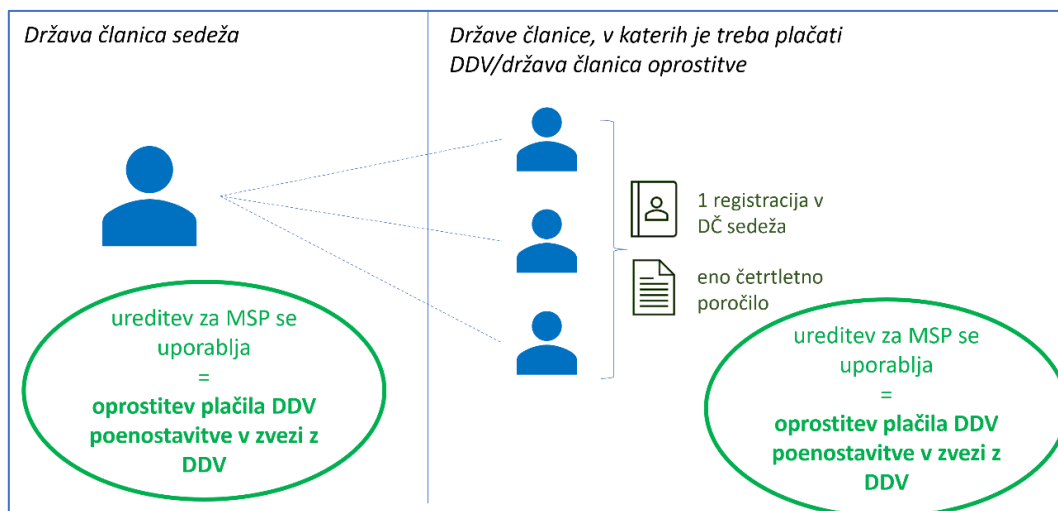 Država članica sedeža
Države članice, v katerih je treba plačati
DDV/država članica oprostitve
1 registracija v
DČ sedeža
eno četrtletno
poročilo
ureditev za MSP se
uporablja
=
oprostitev plačila DDV
poenostavitve v zvezi z
DDV
ureditev za MSP se
uporablja
=
oprostitev plačila DDV
poenostavitve v zvezi z
DDV